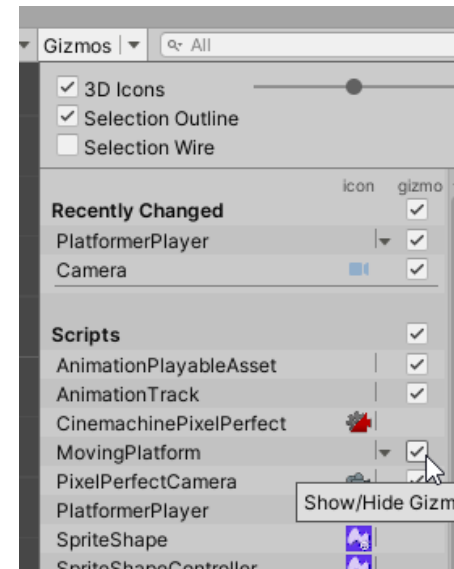 Gizmos All
3D Icons
Selection Outline
Selection Wire
icon gizmo
Recently Changed
PlatformerPlayer
Camera
Scripts
AnimationPlayableAsset
AnimationTrack
CinemachinePixelPerfect
MovingPlatform
PixelPerfectCamera
PlatformerPlayer Show/Hide Gizm
SpriteShape
SpriteShapeController